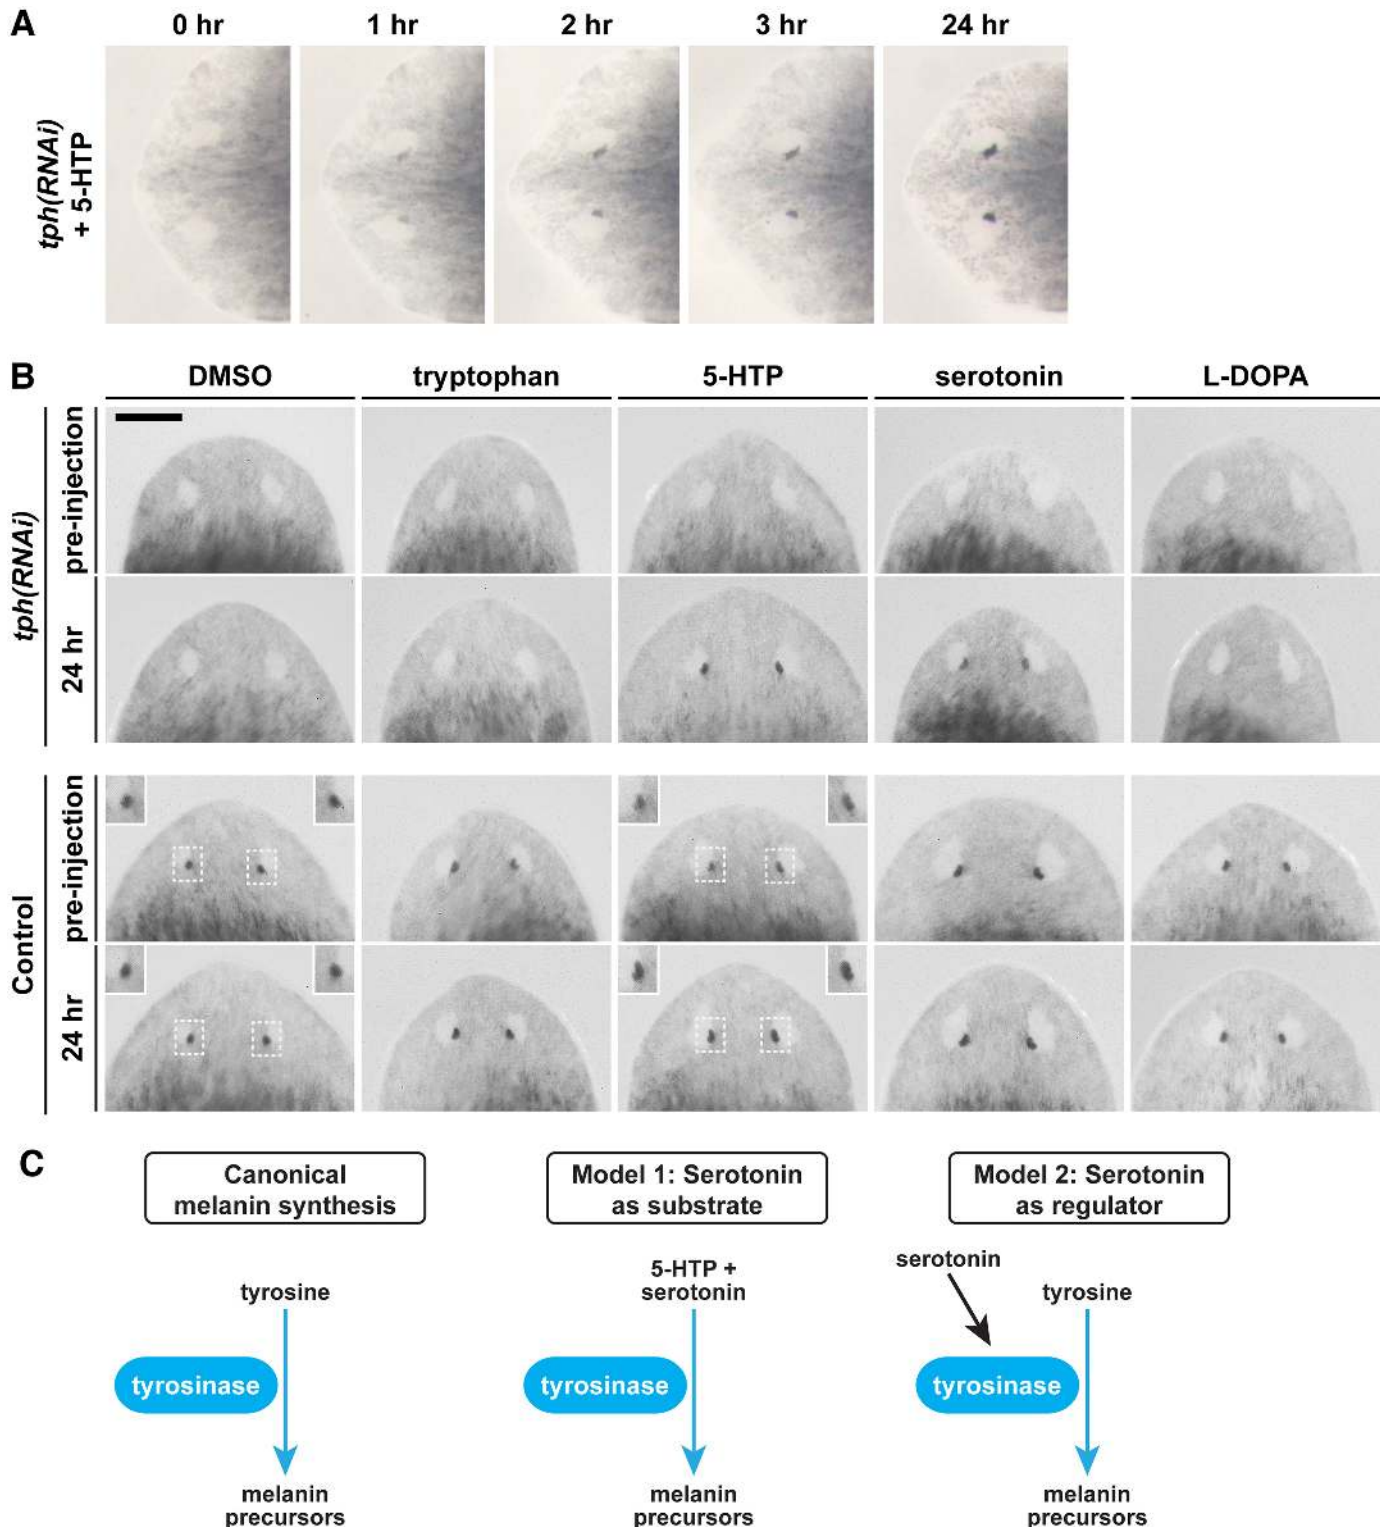 A
0 hr
1 hr
2 hr
3 hr
24 hr
tph(RNAi)
+ 5-HTP
B
DMSO
tryptophan
5-HTP
serotonin
L-DOPA
tph(RNAi)
pre-injection
24 hr
Control
pre-injection
24 hr
C
Canonical
melanin synthesis
tyrosine
tyrosinase
melanin
precursors
Model 1: Serotonin
as substrate
5-HTP +
serotonin
tyrosinase
melanin
precursors
Model 2: Serotonin
as regulator
serotonin
tyrosine
tyrosinase
melanin
precursors